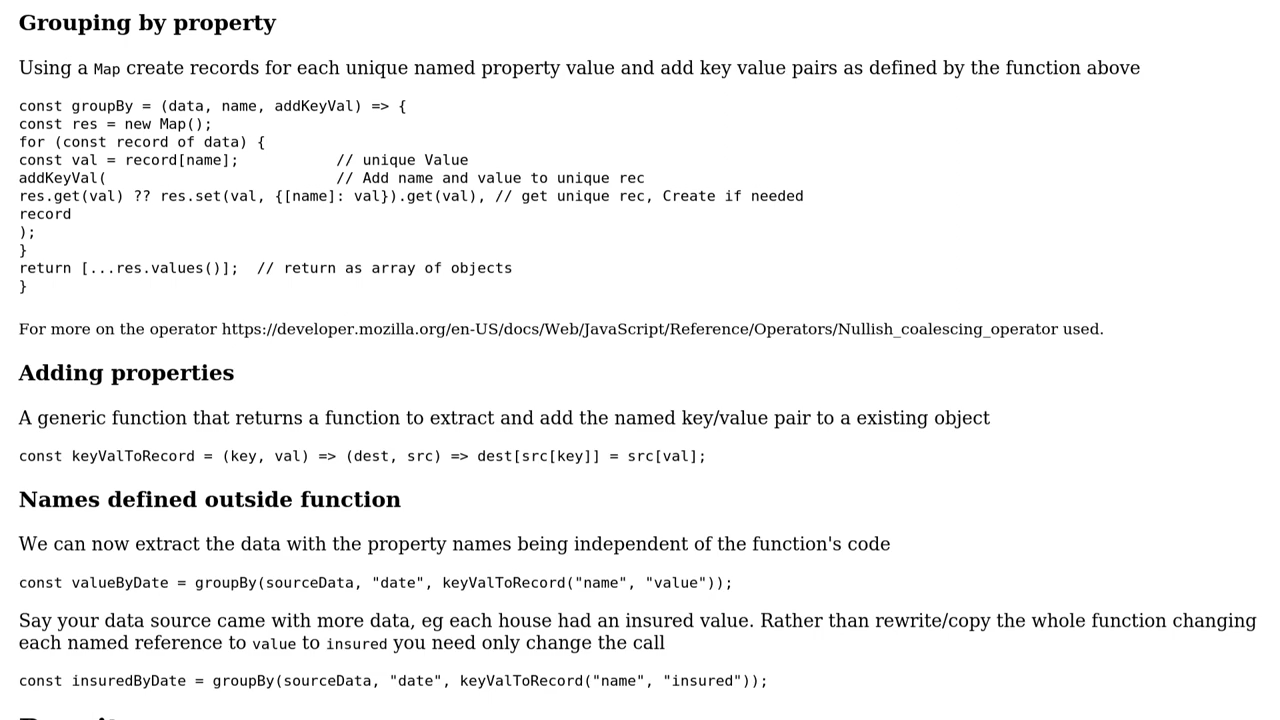 Grouping by property
Using a Map create records for each unique named property value and add key value pairs as defined by the function above
const groupBy = (data, name, addKeyVal) => {
const res = new Map();
for (const record of data) {
const val = record[name];           // unique Value
addKeyVal(                          // Add name and value to unique rec
res.get(val) ?? res.set(val, {[name]: val}).get(val), // get unique rec, Create if needed
record
);
}
return [...res.values()];  // return as array of objects
}
For more on the operator https://developer.mozilla.org/en-US/docs/Web/JavaScript/Reference/Operators/Nullish_coalescing_operator used.
Adding properties
A generic function that returns a function to extract and add the named key/value pair to a existing object
const keyValToRecord = (key, val) => (dest, src) => dest[src[key]] = src[val];
Names defined outside function
We can now extract the data with the property names being independent of the function's code
const valueByDate = groupBy(sourceData, "date", keyValToRecord("name", "value"));
Say your data source came with more data, eg each house had an insured value. Rather than rewrite/copy the whole function changing
each named reference to value to insured you need only change the call
const insuredByDate = groupBy(sourceData, "date", keyValToRecord("name", "insured"));